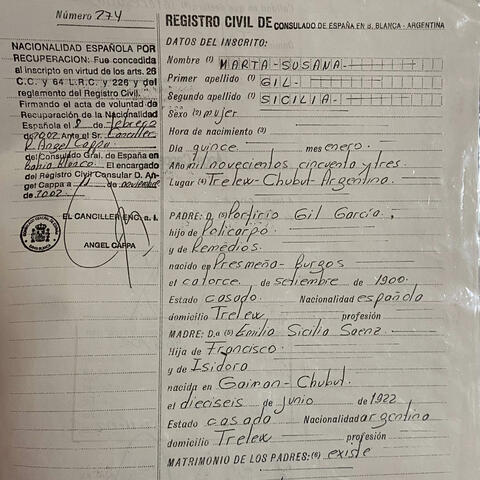 Número 274
NACIONALIDAD ESPAÑOLA POR
RECUPERACION: Fue concedida
al inscripto en virtud de los arts. 26
C.C. y 64 L.R.C. y 226 y del
reglamento del Registro Civil.
Firmando el acta de voluntad de
Recuperación de la Nacionalidad
Española el 8 de febrero
de 2002 Ante el Sr. Canciller
D. Angel Cappa
del Consulado Gral. de España en
Bahía Blanca. El encargado
del Registro Civil Consular D. An-
gel Cappa a 11 de noviembre
de 2002.
EL CANCILLER ENC. a. i.
ANGEL CAPPA
REGISTRO CIVIL DE CONSULADO DE ESPAÑA EN B. BLANCA - ARGENTINA
DATOS DEL INSCRITO:
Nombre (1) MARTA-SUSANA-
Primer apellido (1) GIL-
Segundo apellido (1) SICILIA-
Sexo (2) mujer
Hora de nacimiento (3)
Día quince mes enero.
Año mil novecientos cincuenta y tres.
Lugar (4) Trelew-Chubut-Argentina.
PADRE: D. (5) Porfirio Gil García,
hijo de Policarpo
y de Remedios.
nacido en Presmeña-Burgos
el catorce de setiembre de 1900.
Estado casado Nacionalidad española
domicilio Trelew profesión
MADRE: D.a (5) Emilia Sicilia Saenz
Hija de Francisco
y de Isidora
nacida en Gaiman-Chubut.
el dieciseis de junio de 1922
Estado casada Nacionalidad argentina
domicilio Trelew profesión
MATRIMONIO DE LOS PADRES: (6) existe